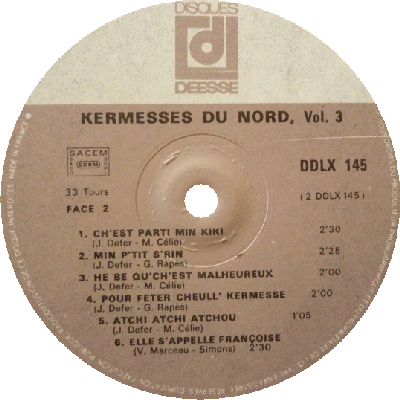 DISQUES
d
DEESSE
KERMESSES DU NORD, Vol. 3
SACEM
SDRM
DDLX 145
33 Tours
(2 DDLX 145)
FACE 2
1. CH'EST PARTI MIN KIKI 2'30
(J. Defer - M. Célie)
2. MIN P'TIT S'RIN 2'25
(J. Defer - G. Rapes)
3. HE BE QU'CH'EST MALHEUREUX 2'00
(J. Defer - M. Célie)
4. POUR FETER CHEULL' KERMESSE 2'00
(J. Defer - G. Rapes)
5. ATCHI ATCHI ATCHOU 1'05
(J. Defer - M. Célie)
6. ELLE S'APPELLE FRANÇOISE
(V. Marceau - Simons) 2'30
MADE IN FRANCE